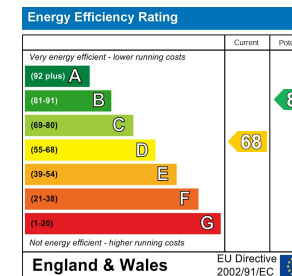 Energy Efficiency Rating
Current
Very energy efficient - lower running costs
(92 plus) A
(81-91) B
(69-80) C
(55-68) D
68
(39-54) E
(21-38) F
(1-20) G
Not energy efficient - higher running costs
England & Wales
EU Directive
2002/91/EC